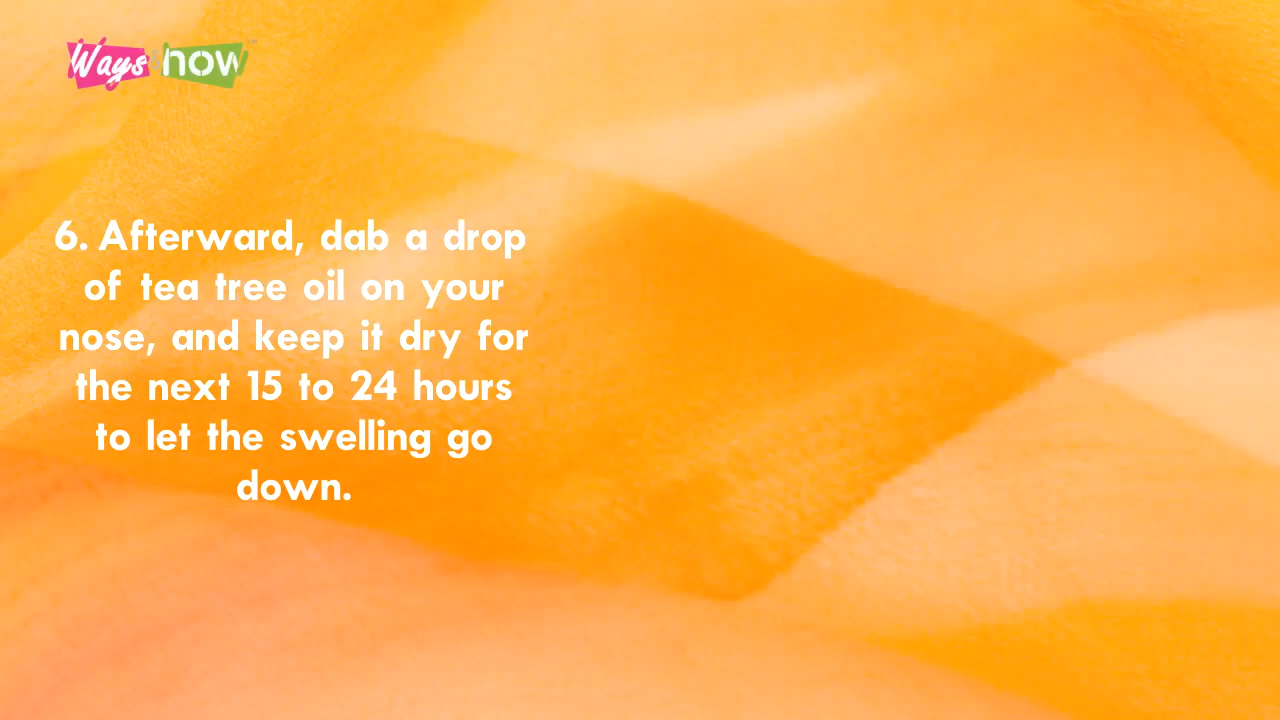 Ways how
6. Afterward, dab a drop
of tea tree oil on your
nose, and keep it dry for
the next 15 to 24 hours
to let the swelling go
down.